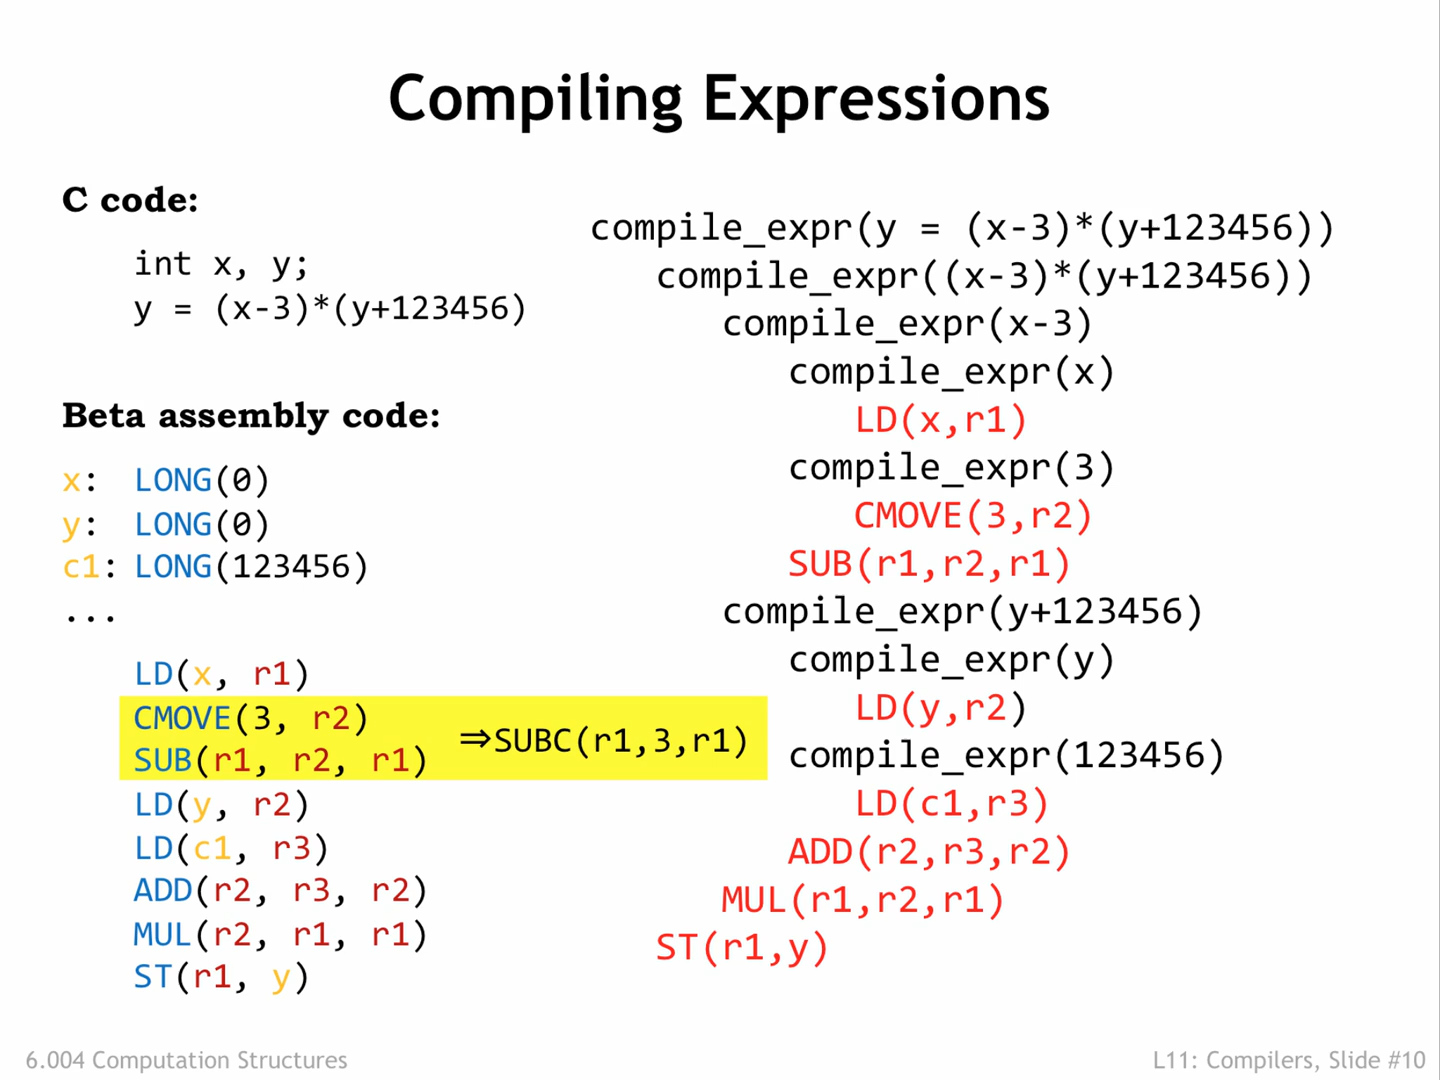 Compiling Expressions
C code:
int x, y;
y = (x-3)*(y+123456)
Beta assembly code:
x: LONG(0)
y: LONG(0)
c1: LONG(123456)
...
LD(x, r1)
CMOVE(3, r2)
SUB(r1, r2, r1)
⇒SUBC(r1,3,r1)
LD(y, r2)
LD(c1, r3)
ADD(r2, r3, r2)
MUL(r2, r1, r1)
ST(r1, y)
compile_expr(y = (x-3)*(y+123456))
compile_expr((x-3)*(y+123456))
compile_expr(x-3)
compile_expr(x)
LD(x,r1)
compile_expr(3)
CMOVE(3,r2)
SUB(r1,r2,r1)
compile_expr(y+123456)
compile_expr(y)
LD(y,r2)
compile_expr(123456)
LD(c1,r3)
ADD(r2,r3,r2)
MUL(r1,r2,r1)
ST(r1,y)
6.004 Computation Structures
L11: Compilers, Slide #10